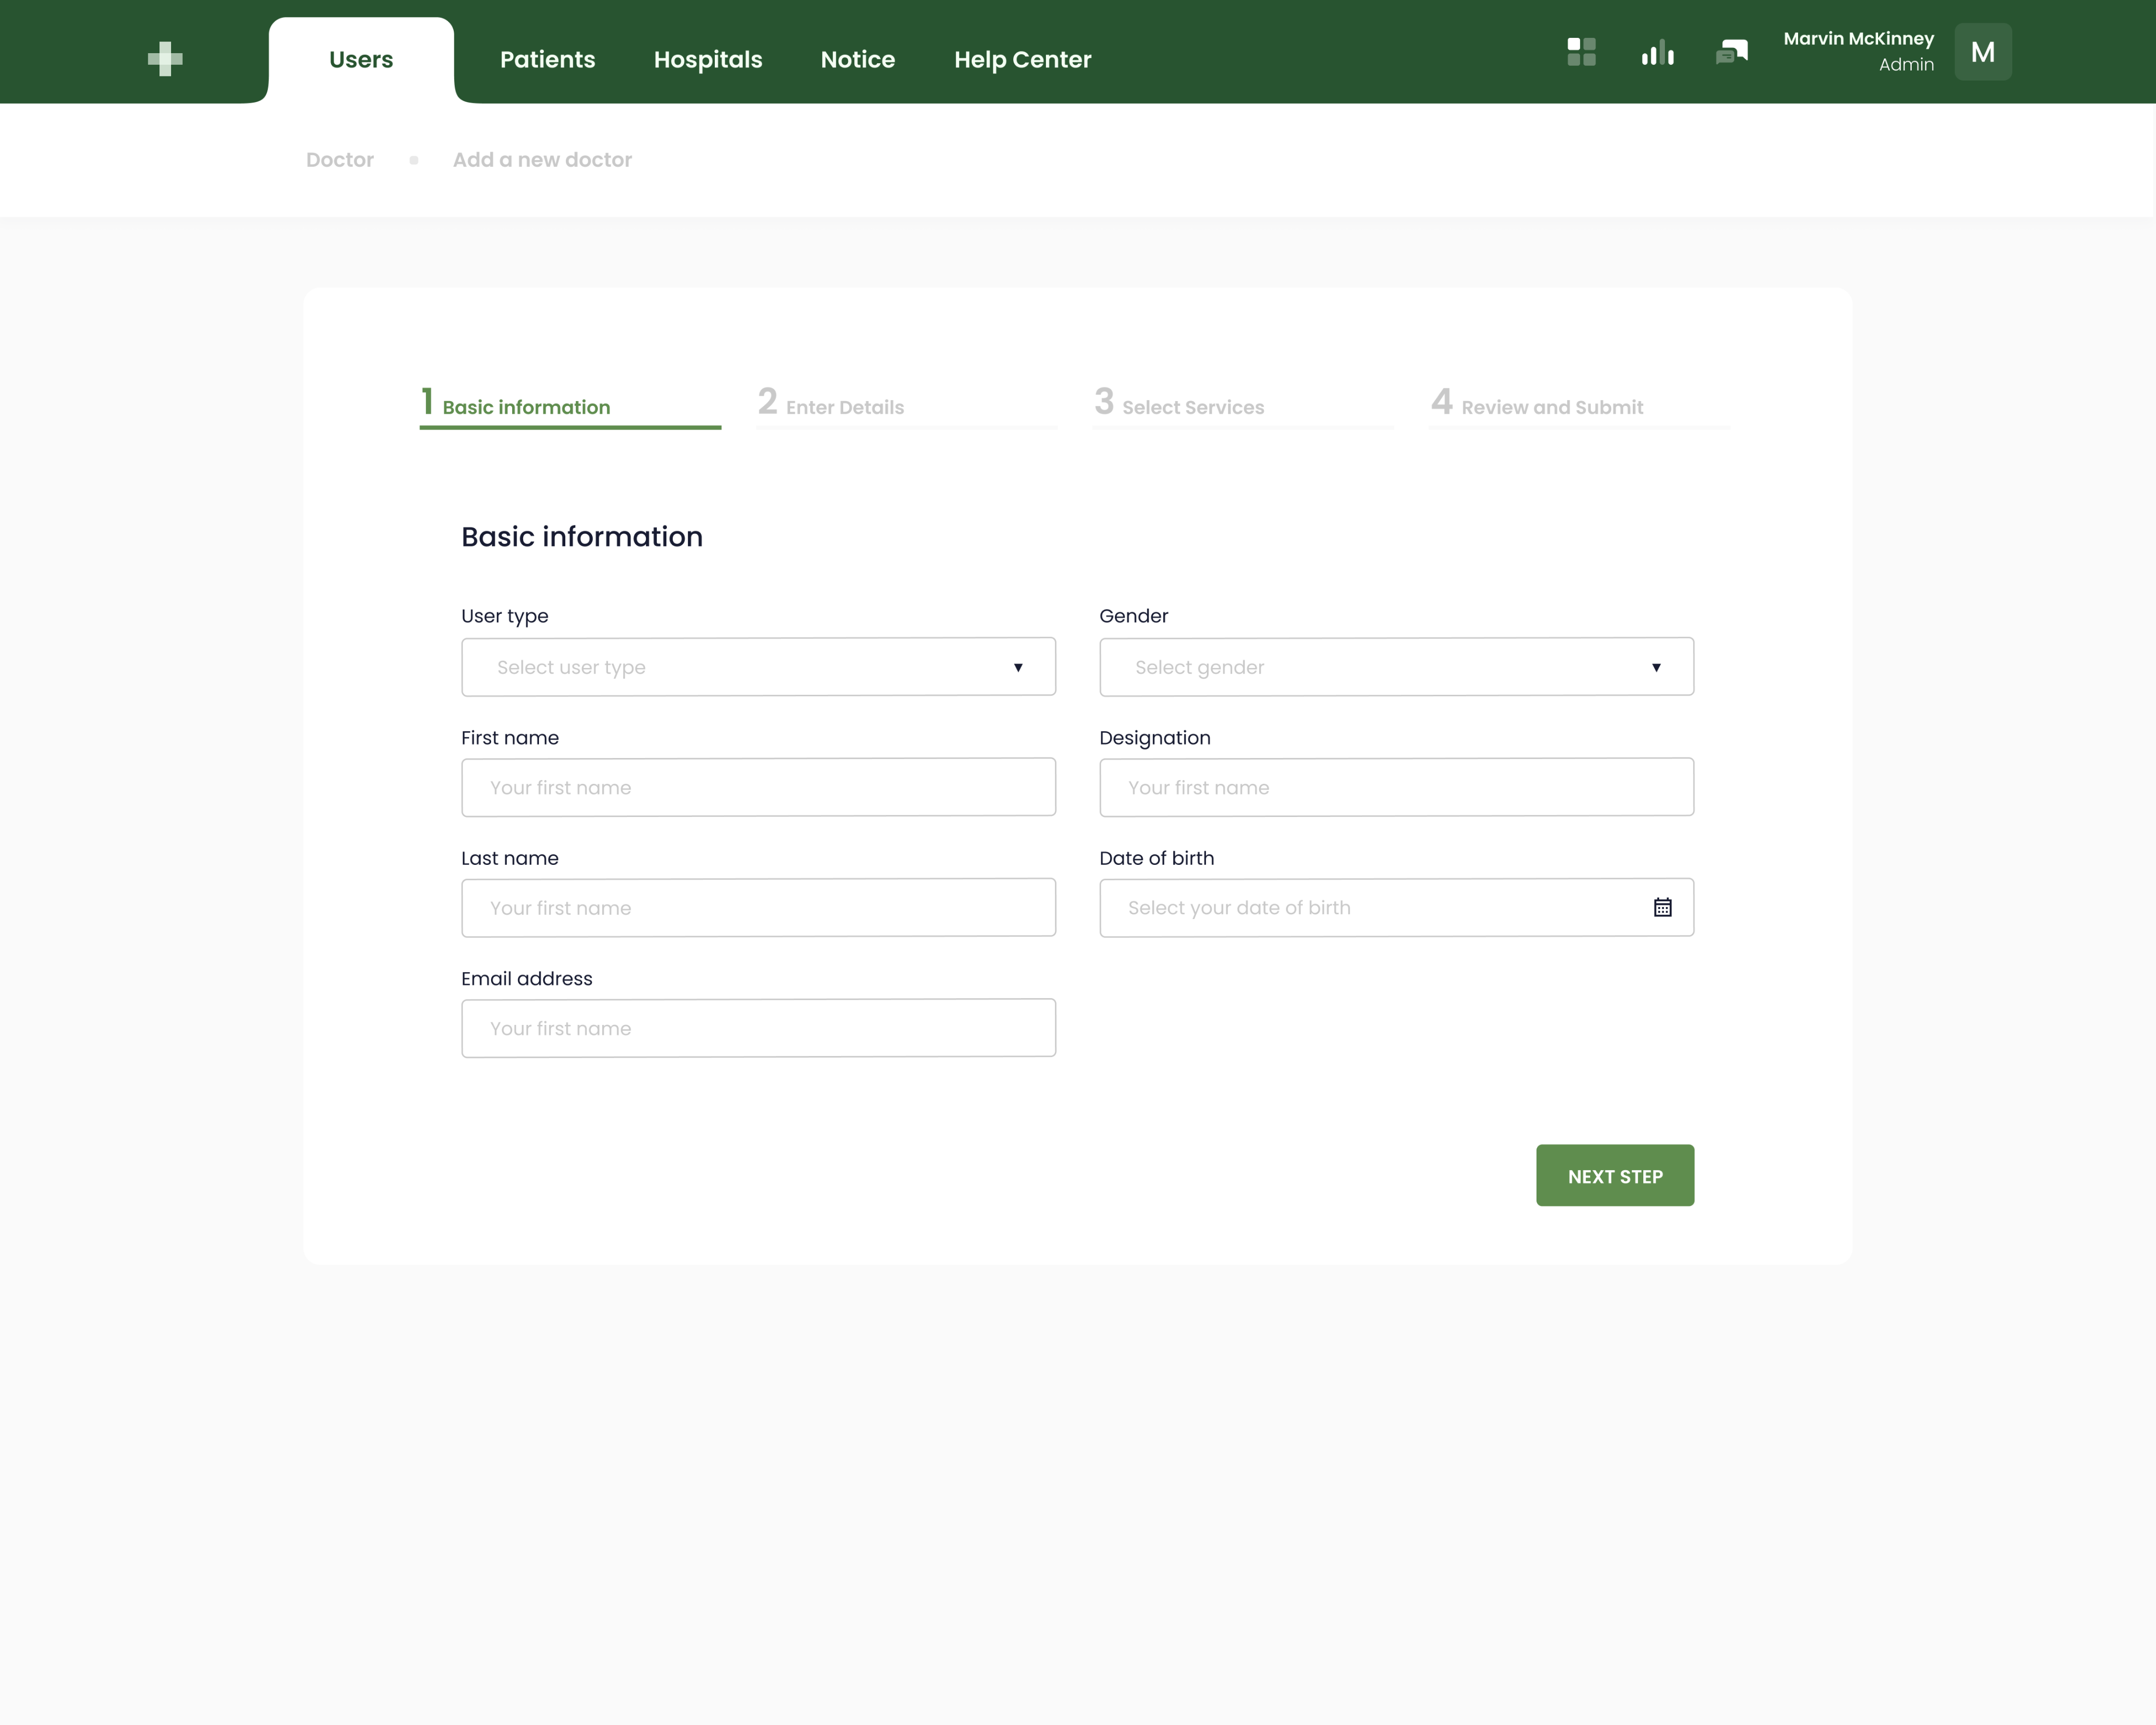 Users Patients Hospitals Notice Help Center
Marvin McKinney
Admin
M
Doctor Add a new doctor
1 Basic information 2 Enter Details 3 Select Services 4 Review and Submit
Basic information
User type Gender
Select user type Select gender
First name Designation
Your first name Your first name
Last name Date of birth
Your first name Select your date of birth
Email address
Your first name
NEXT STEP